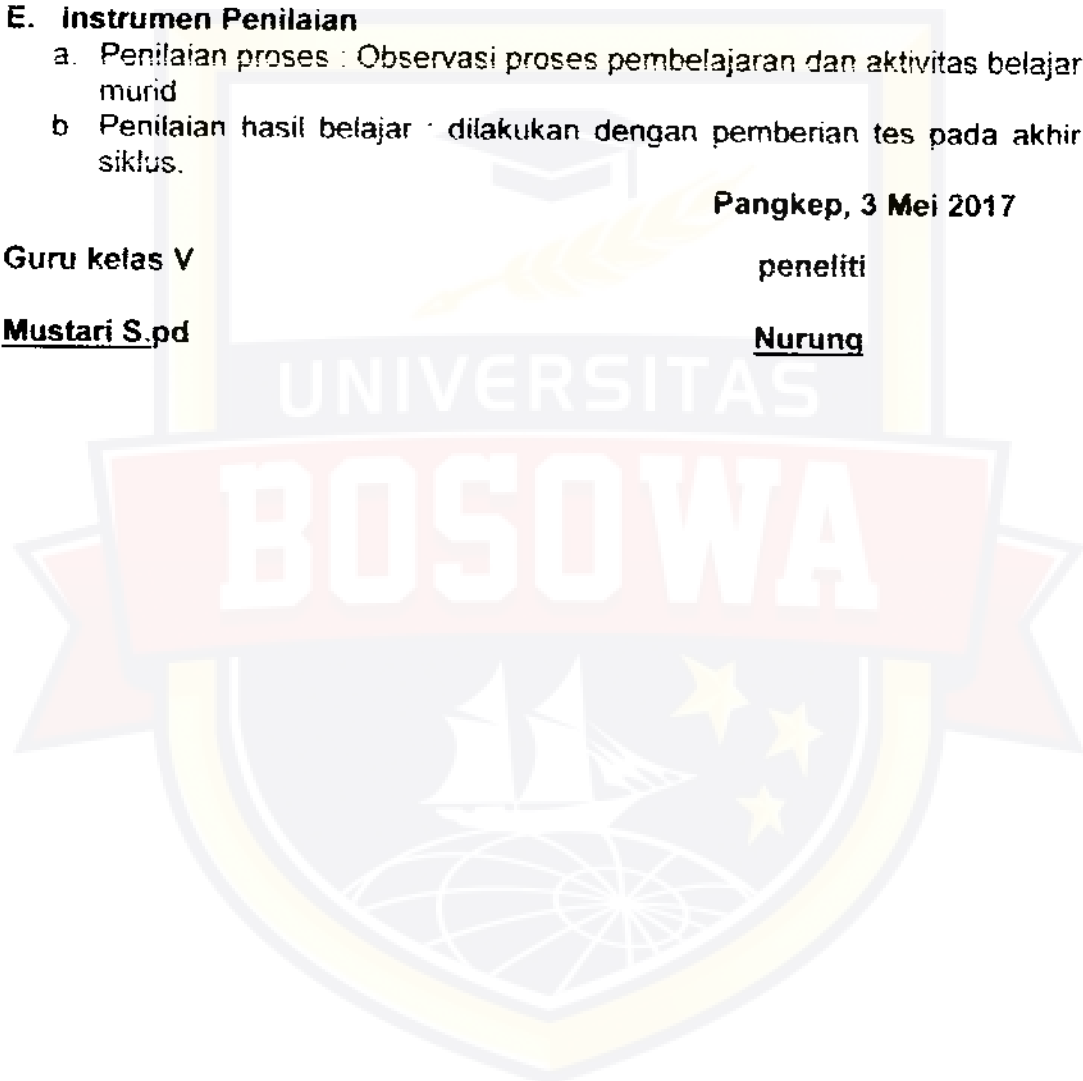 E. Instrumen Penilaian
a. Penilaian proses : Observasi proses pembelajaran dan aktivitas belajar
murid
b Penilaian hasil belajar : dilakukan dengan pemberian tes pada akhir
siklus.
Pangkep, 3 Mei 2017
Guru kelas V
peneliti
Mustari S.pd
Nurung
UNIVERSITAS
BOSOWA